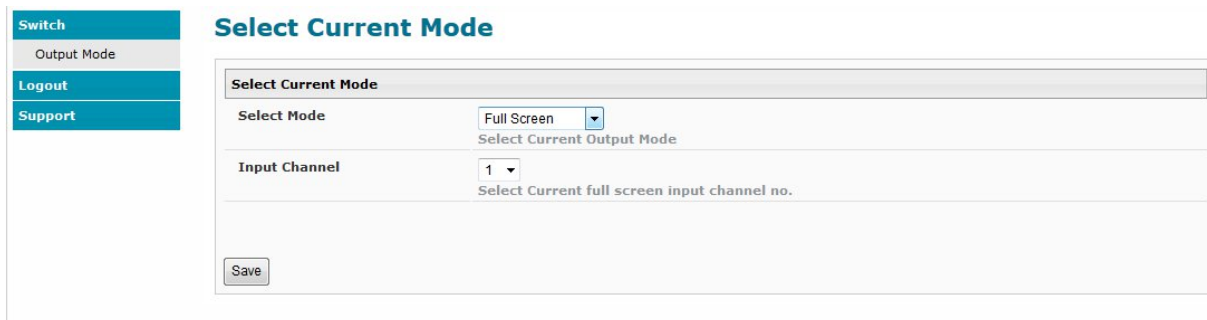 Switch
Output Mode
Logout
Support
Select Current Mode
Select Current Mode
Select Mode
Full Screen
Select Current Output Mode
Input Channel
1
Select Current full screen input channel no.
Save